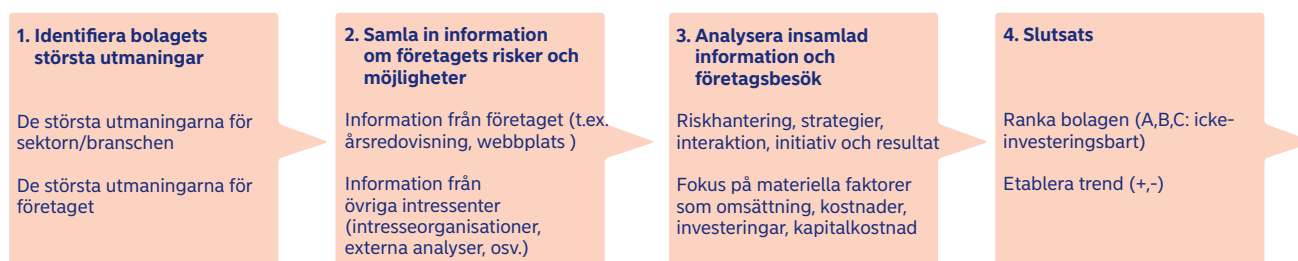 1. Identifiera bolagets
största utmaningar
De största utmaningarna för
sektorn/branschen
De största utmaningarna för
företaget
2. Samla in information
om företagets risker och
möjligheter
Information från företaget (t.ex.
årsredovisning, webbplats )
Information från
övriga intressenter
(intresseorganisationer,
externa analyser, osv.)
3. Analysera insamlad
information och
företagsbesök
Riskhantering, strategier,
interaktion, initiativ och resultat
Fokus på materiella faktorer
som omsättning, kostnader,
investeringar, kapitalkostnad
4. Slutsats
Ranka bolagen (A,B,C: icke-
investeringsbart)
Etablera trend (+,-)